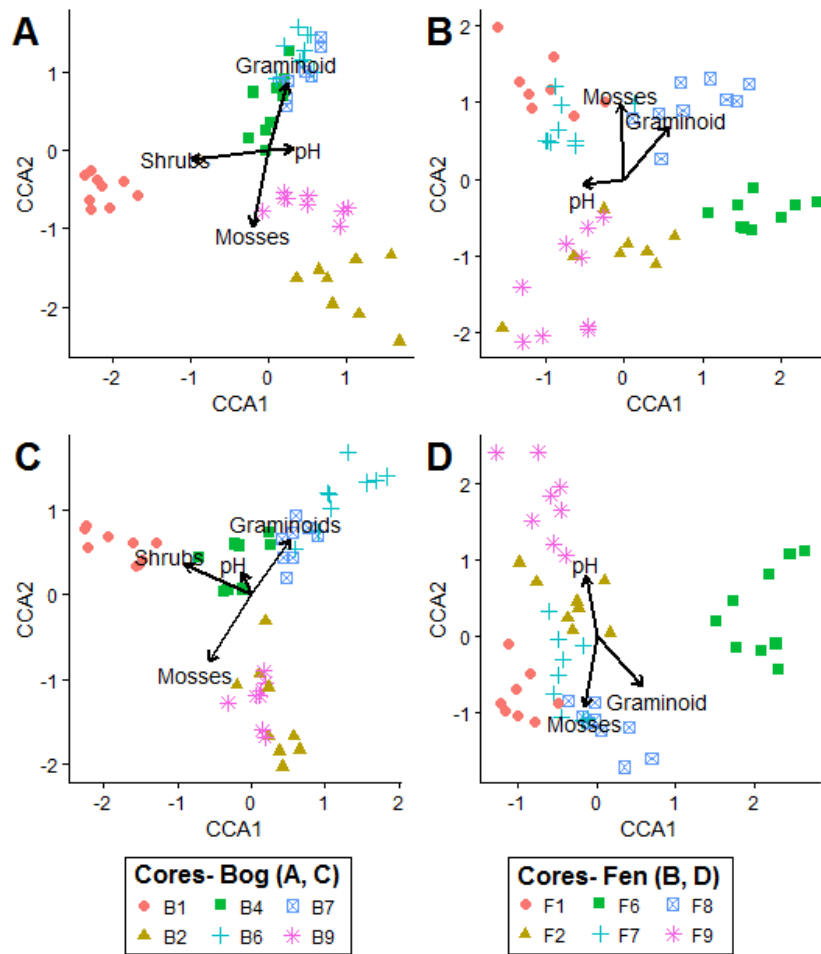 A
Graminoid
Shrubs
pH
Mosses
CCA2
1
0
-1
-2
-2
-1
0
1
CCA1
B
Mosses
Graminoid
pH
CCA2
2
1
0
-1
-2
-1
0
1
2
CCA1
C
Graminoids
Shrubs
pH
Mosses
CCA2
1
0
-1
-2
-2
-1
0
1
2
CCA1
D
pH
Graminoid
Mosses
CCA2
2
1
0
-1
-1
0
1
2
CCA1
Cores- Bog (A, C)
B1 B4 B7
B2 B6 B9
Cores- Fen (B, D)
F1 F6 F8
F2 F7 F9